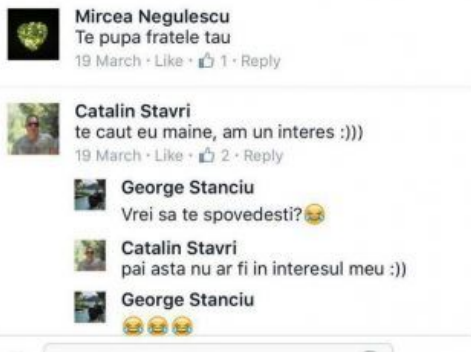 Mircea Negulescu
Te pupa fratele tau
19 March · Like · 1 · Reply
Catalin Stavri
te caut eu maine, am un interes :)))
19 March · Like · 2 · Reply
George Stanciu
Vrei sa te spovedesti?😂
Catalin Stavri
pai asta nu ar fi in interesul meu :))
George Stanciu
😂😂😂